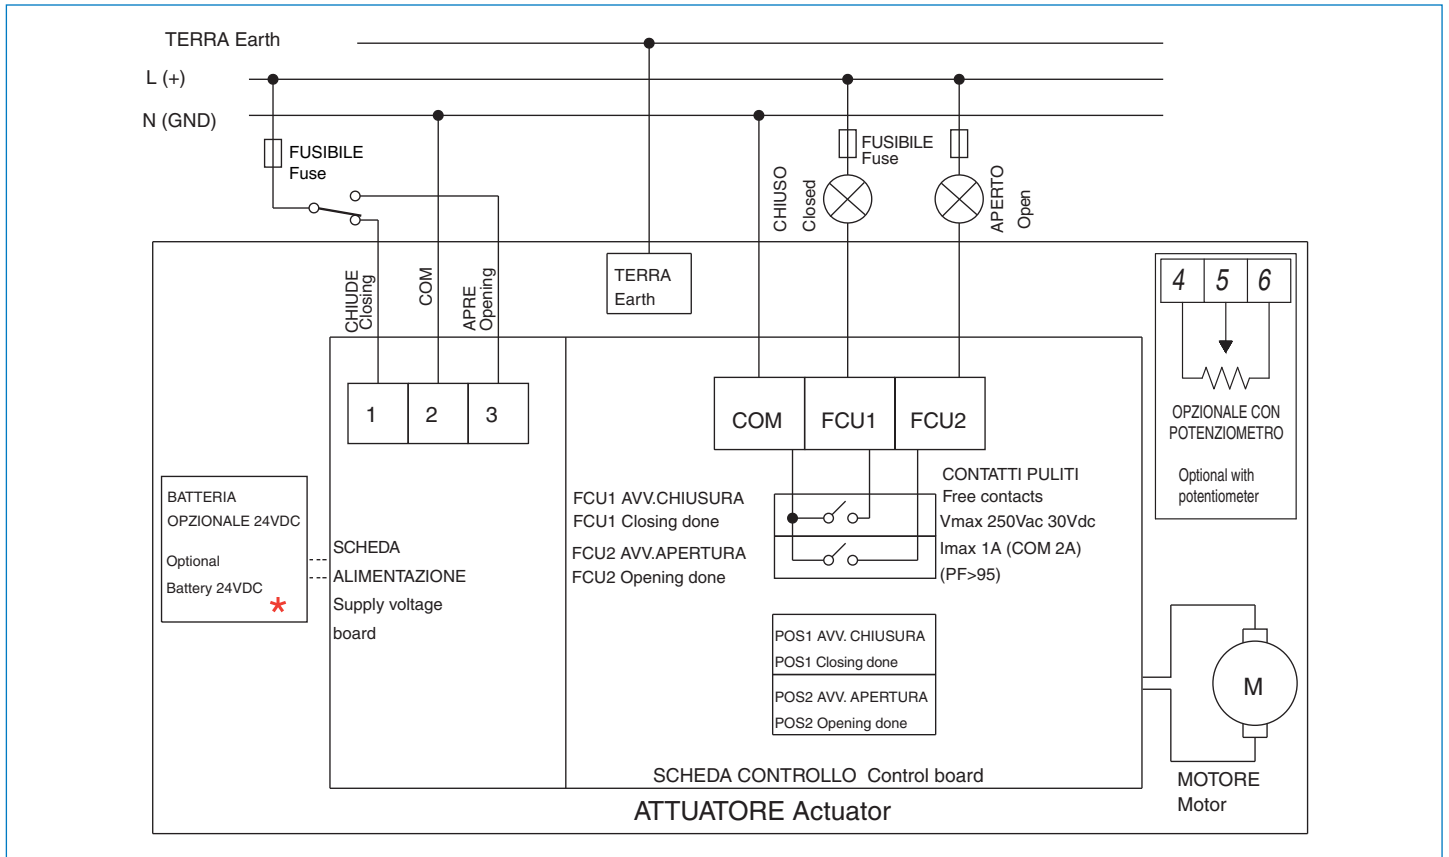 TERRA Earth
L (+)
N (GND)
FUSIBILE
Fuse
FUSIBILE
Fuse
CHIUSO
Closed
APERTO
Open
CHIUDE
Closing
COM
APRE
Opening
TERRA
Earth
4 5 6
OPZIONALE CON
POTENZIOMETRO
Optional with
potentiometer
1 2 3
COM FCU1 FCU2
BATTERIA
OPZIONALE 24VDC
Optional
Battery 24VDC
*
SCHEDA
ALIMENTAZIONE
Supply voltage
board
FCU1 AVV.CHIUSURA
FCU1 Closing done
FCU2 AVV.APERTURA
FCU2 Opening done
CONTATTI PULITI
Free contacts
Vmax 250Vac 30Vdc
Imax 1A (COM 2A)
(PF>95)
POS1 AVV. CHIUSURA
POS1 Closing done
POS2 AVV. APERTURA
POS2 Opening done
M
MOTORE
Motor
SCHEDA CONTROLLO Control board
ATTUATORE Actuator